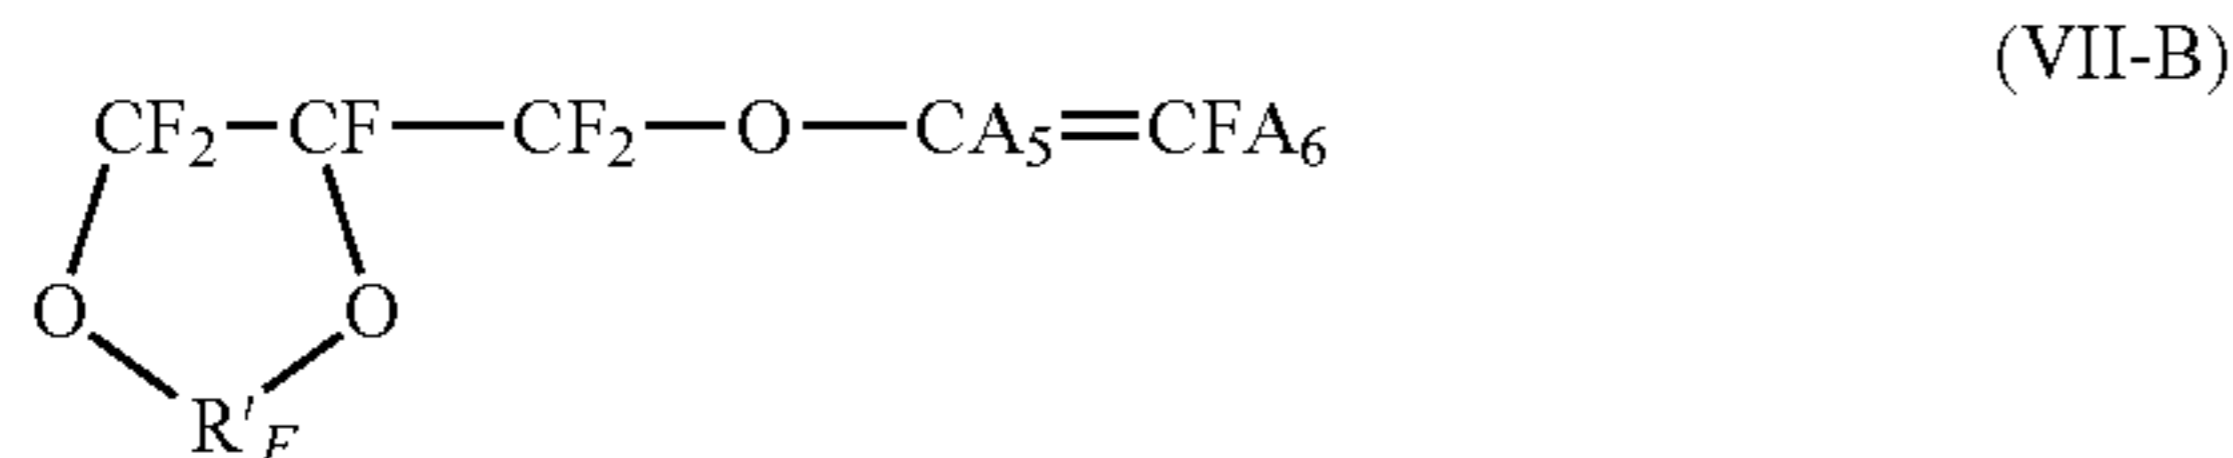 (VII-B)
CF₂—CF—CF₂—O—CA₅=CFA₆
O O
R'F